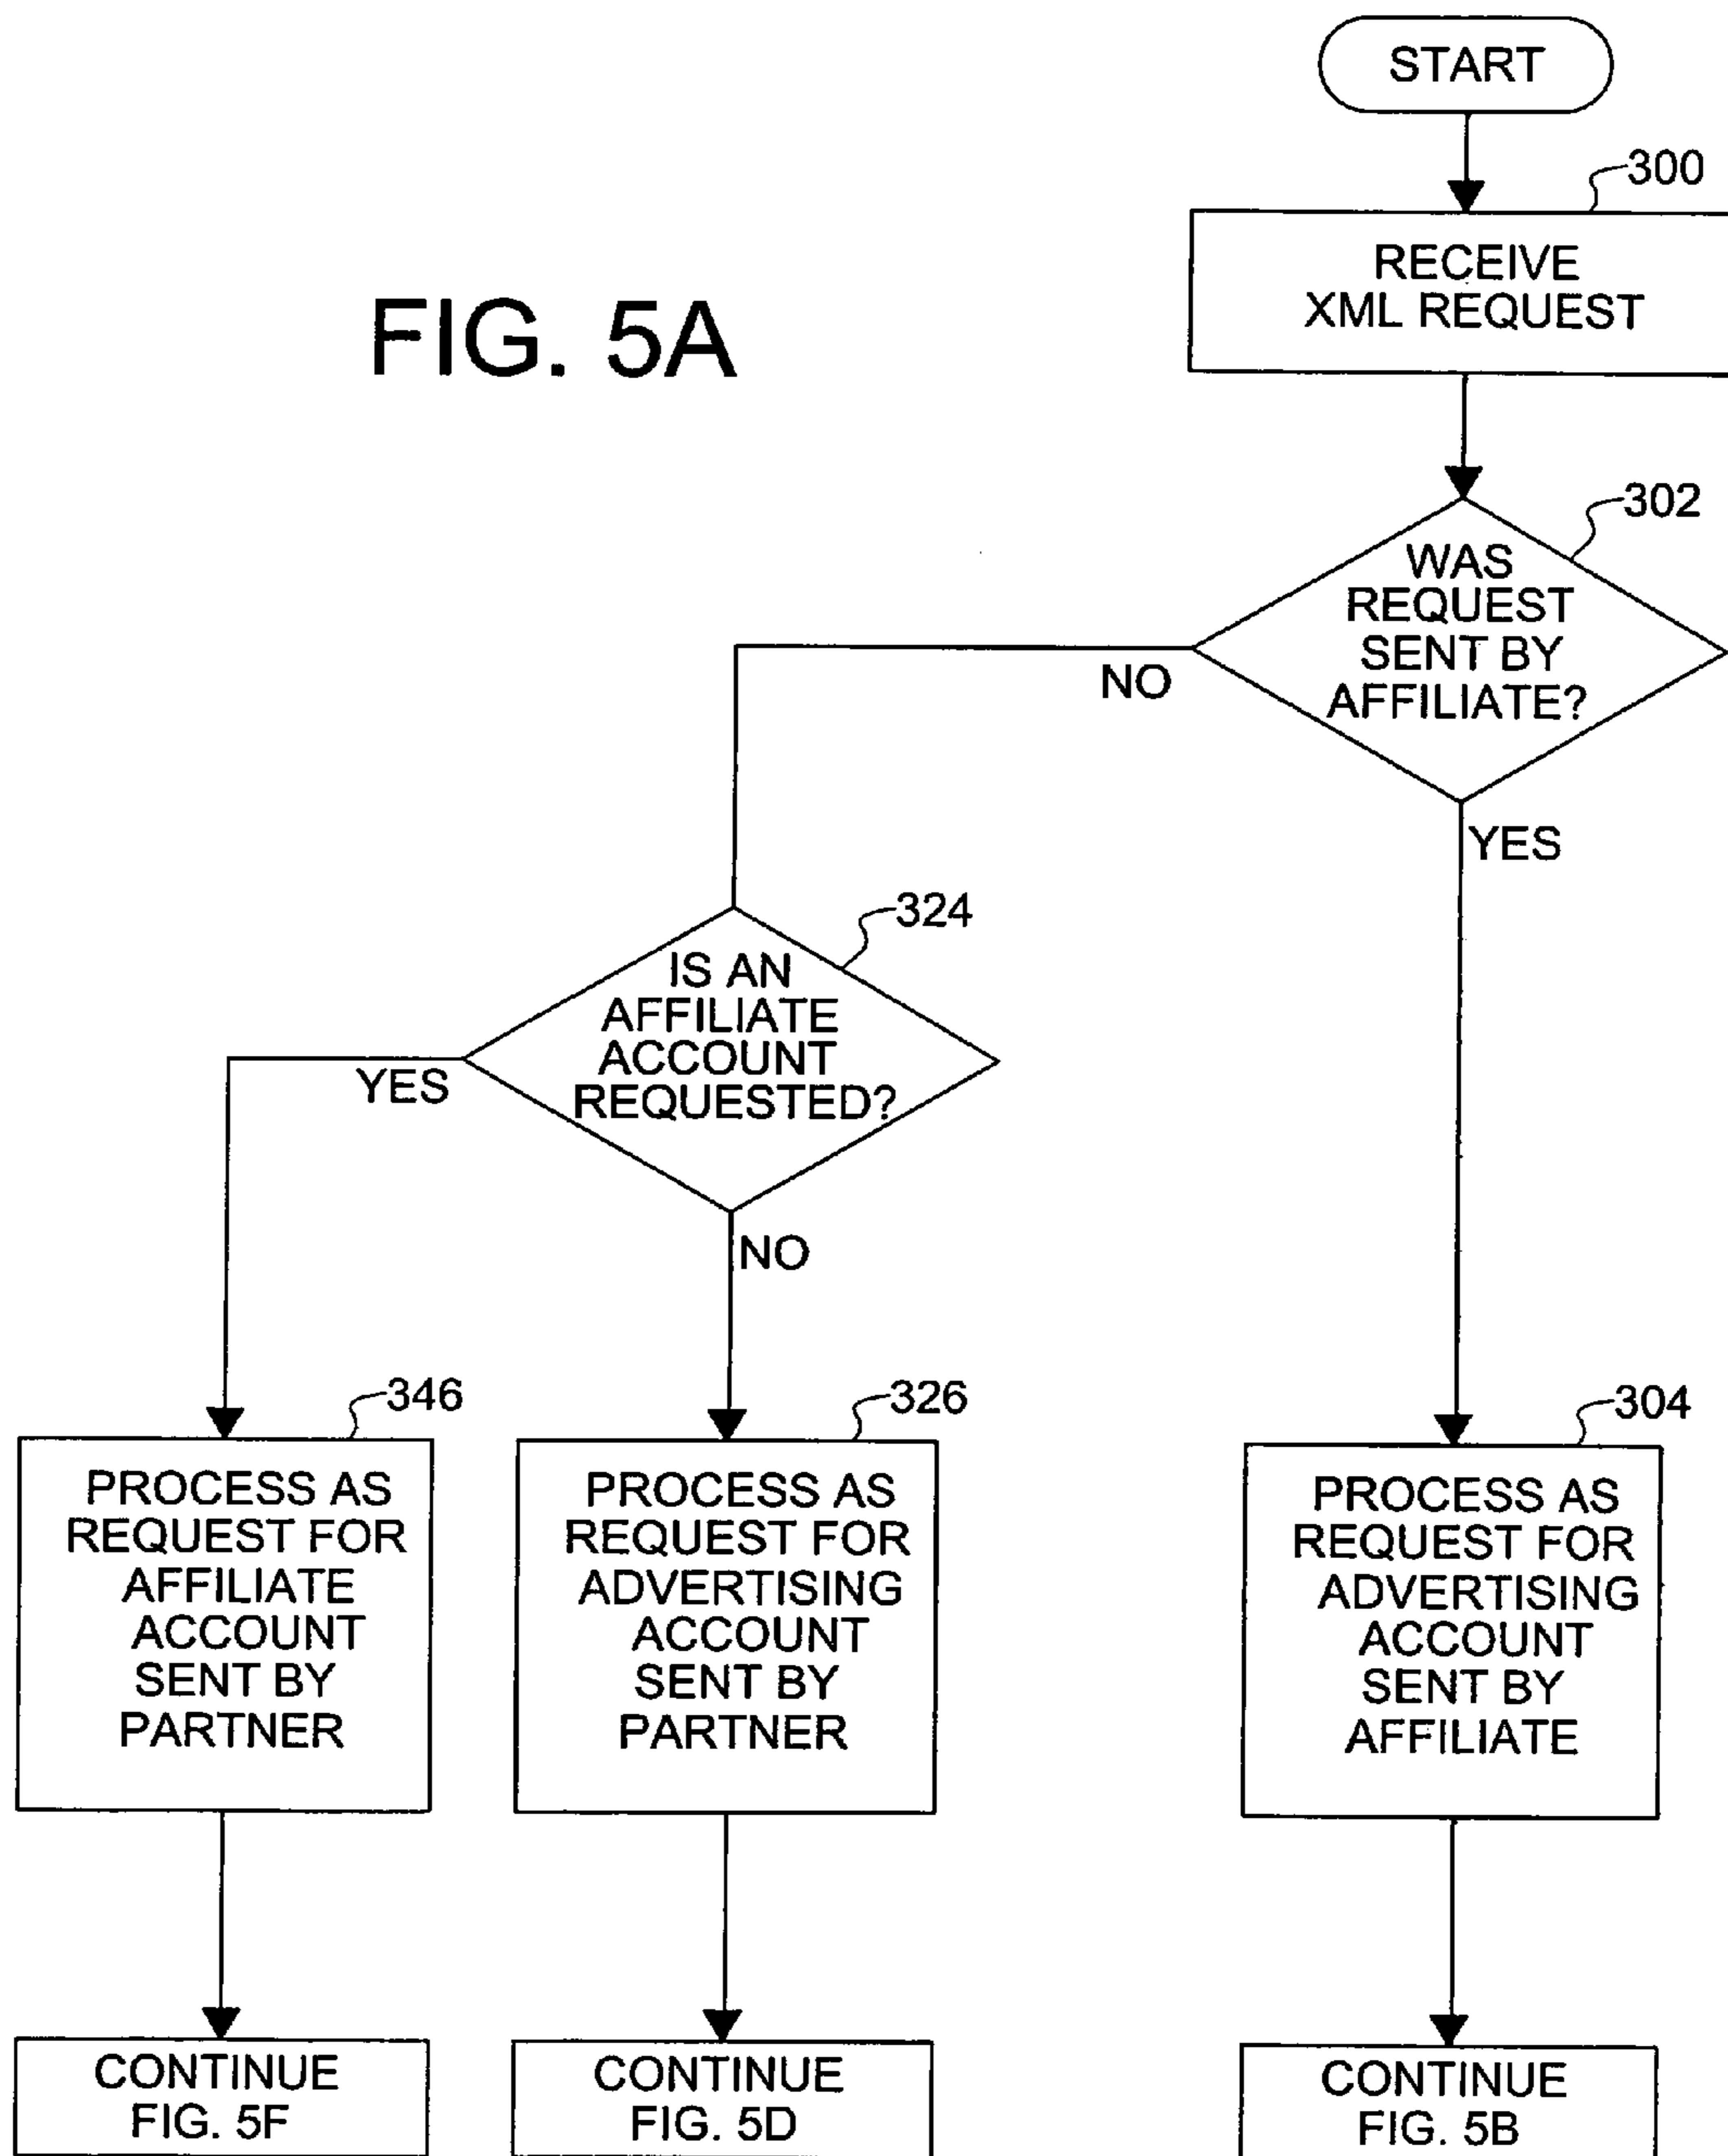 START
300
RECEIVE
XML REQUEST
FIG. 5A
302
WAS
REQUEST
SENT BY
AFFILIATE?
NO
YES
324
IS AN
AFFILIATE
ACCOUNT
REQUESTED?
YES
NO
346
PROCESS AS
REQUEST FOR
AFFILIATE
ACCOUNT
SENT BY
PARTNER
326
PROCESS AS
REQUEST FOR
ADVERTISING
ACCOUNT
SENT BY
PARTNER
304
PROCESS AS
REQUEST FOR
ADVERTISING
ACCOUNT
SENT BY
AFFILIATE
CONTINUE
FIG. 5F
CONTINUE
FIG. 5D
CONTINUE
FIG. 5B